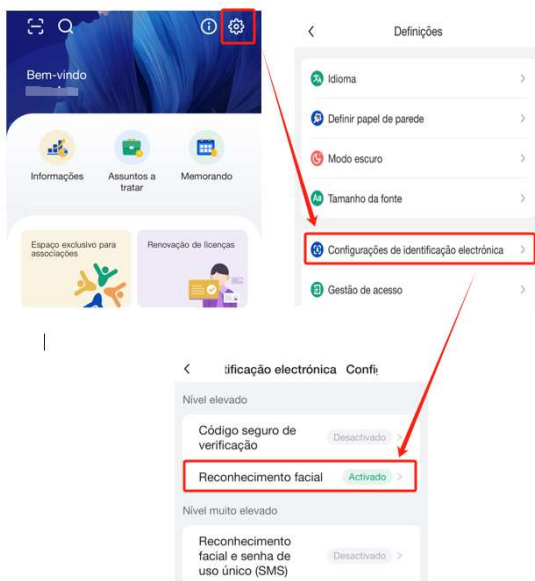 Bem-vindo
Informações
Assuntos a
tratar
Memorando
Espaço exclusivo para
associações
Renovação de licenças
Definições
Idioma
Definir papel de parede
Modo escuro
Aa Tamanho da fonte
Configurações de identificação electrónica
Gestão de acesso
tificação electrónica Config
Nível elevado
Código seguro de
verificação
Desactivado
Reconhecimento facial
Activado
Nível muito elevado
Reconhecimento
facial e senha de
uso único (SMS)
Desactivado